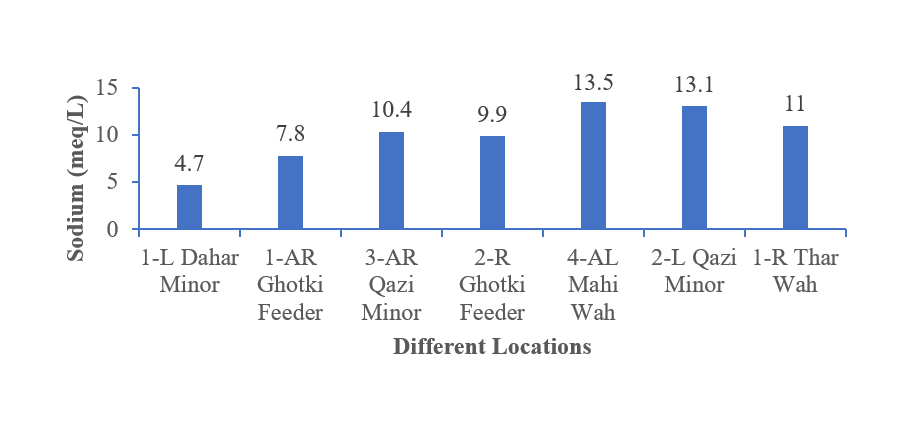 Sodium (meq/L)
15
10
5
0
4.7
7.8
10.4
9.9
13.5
13.1
11
1-L Dahar
Minor
1-AR
Ghotki
Feeder
3-AR
Qazi
Minor
2-R
Ghotki
Feeder
4-AL
Mahi
Wah
2-L Qazi
Minor
1-R Thar
Wah
Different Locations